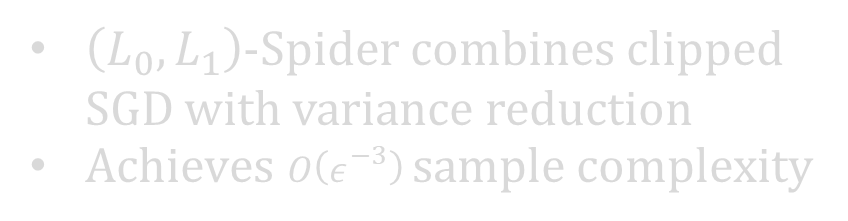 • (L₀, L₁)-Spider combines clipped
SGD with variance reduction
• Achieves O(ϵ⁻³) sample complexity